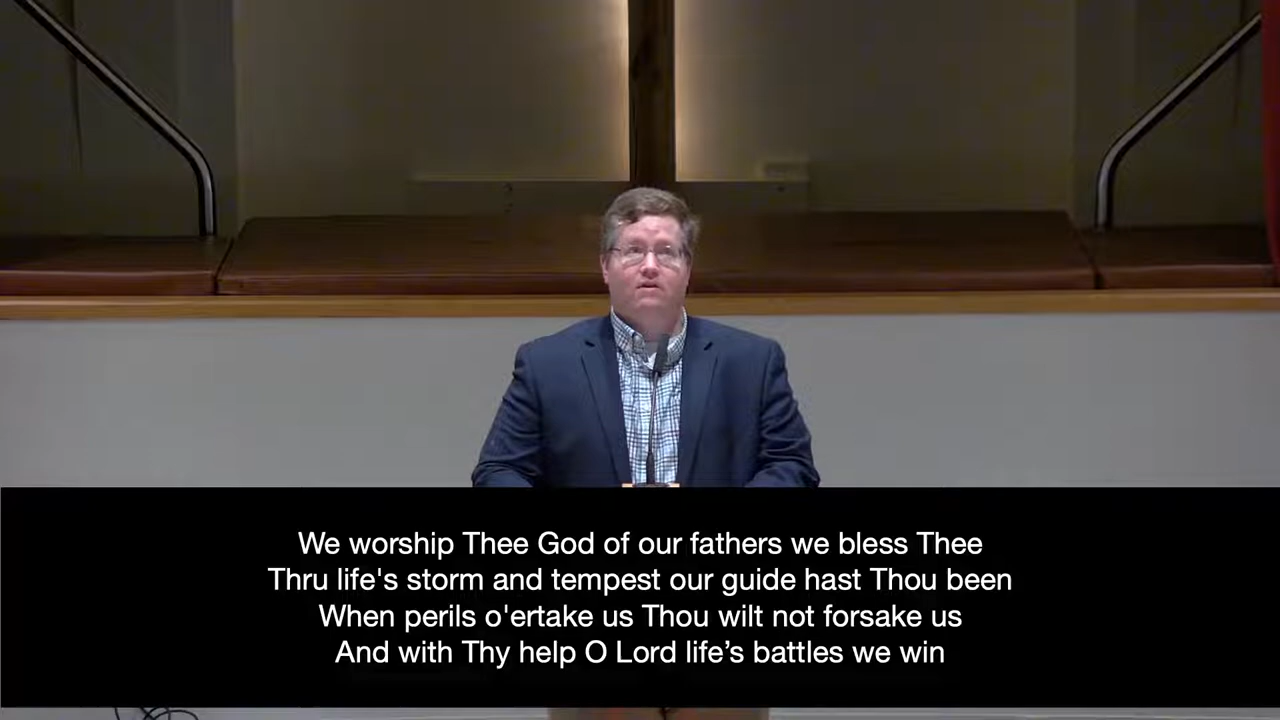 We worship Thee God of our fathers we bless Thee
Thru life's storm and tempest our guide hast Thou been
When perils o'ertake us Thou wilt not forsake us
And with Thy help O Lord life’s battles we win